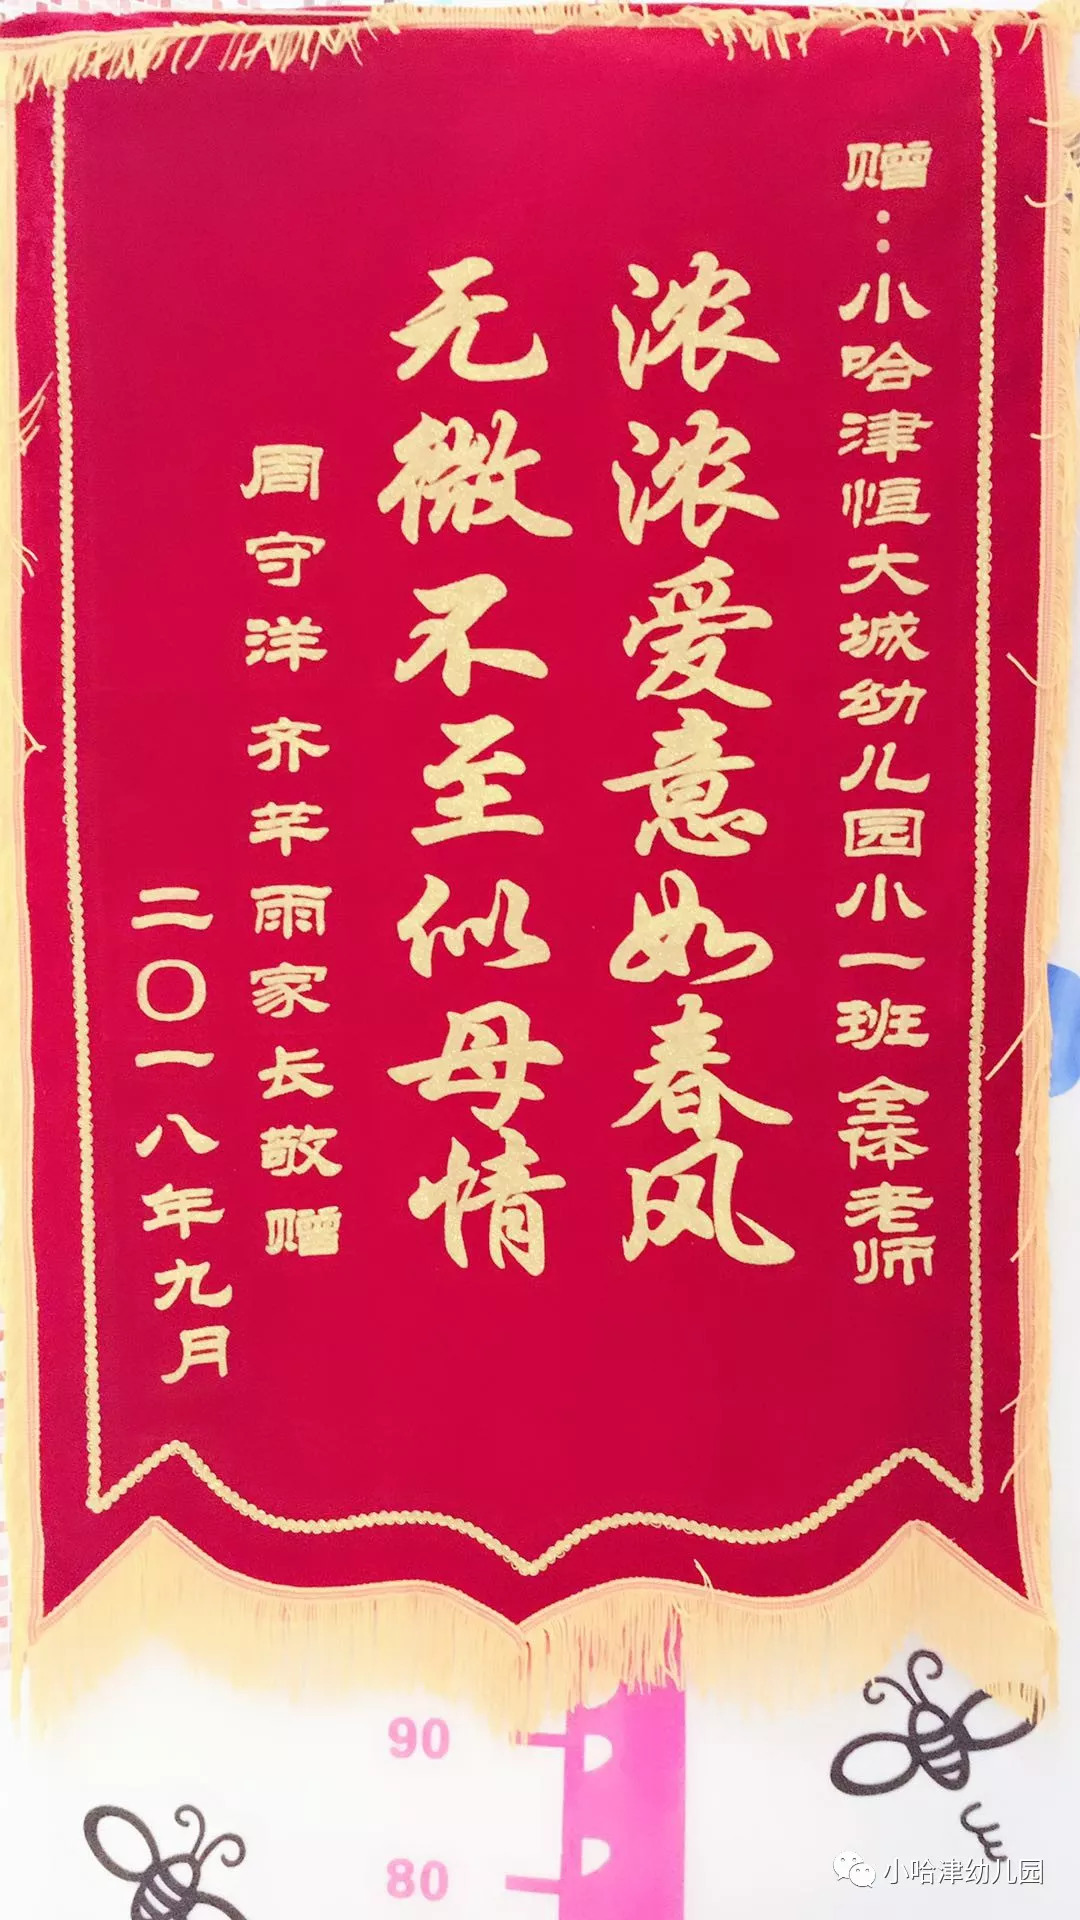 赠：小哈津恒大城幼儿园小一班全体老师
浓浓爱意如春风
无微不至似母情
周守洋 齐芊雨家长敬赠
二〇一八年九月
90
80
小哈津幼儿园